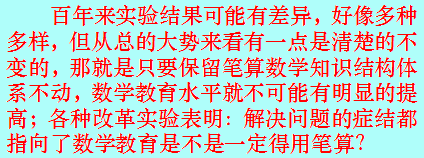 百年来实验结果可能有差异，好像多种
多样，但从总的大势来看有一点是清楚的不
变的，那就是只要保留笔算数学知识结构体
系不动，数学教育水平就不可能有明显的提
高；各种改革实验表明：解决问题的症结都
指向了数学教育是不是一定得用笔算？